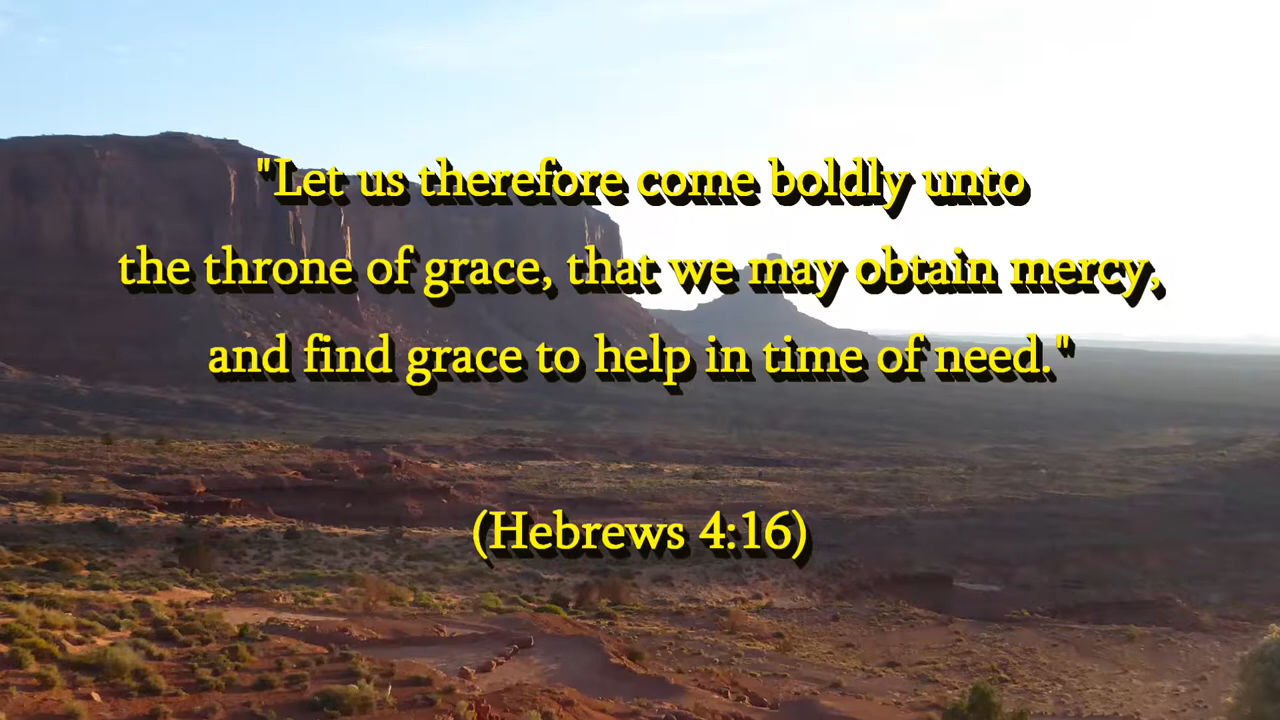 "Let us therefore come boldly unto
the throne of grace, that we may obtain mercy,
and find grace to help in time of need."
(Hebrews 4:16)